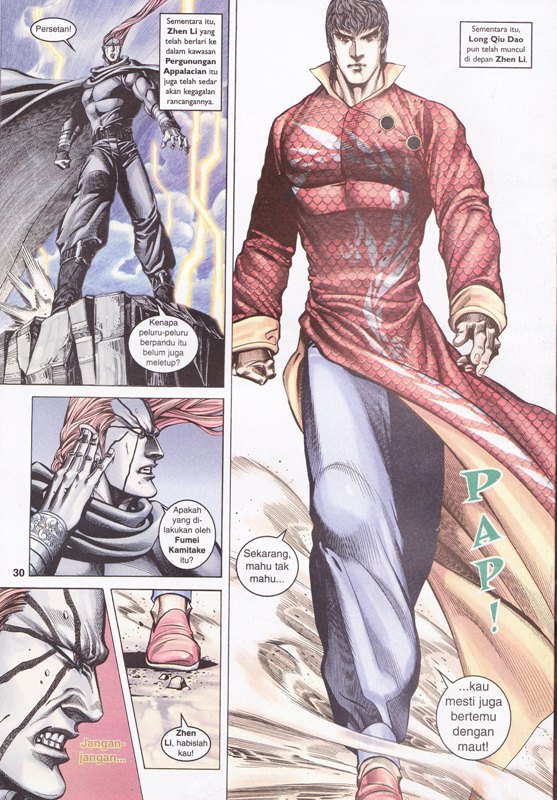 Persetan!
Sementara itu,
Zhen Li yang
telah berlari ke
dalam kawasan
Pergunungan
Appalacian itu
juga telah sedar
akan kegagalan
rancangannya.
Kenapa
peluru-peluru
berpandu itu
belum juga
meletup?
Apakah
yang di-
lakukan oleh
Fumei
Kamitake
itu?
30
Jangan-
jangan...
Zhen
Li, habislah
kau!
Sementara itu,
Long Qiu Dao
pun telah muncul
di depan Zhen Li.
PAP!
Sekarang,
mahu tak
mahu...
...kau
mesti juga
bertemu
dengan
maut!